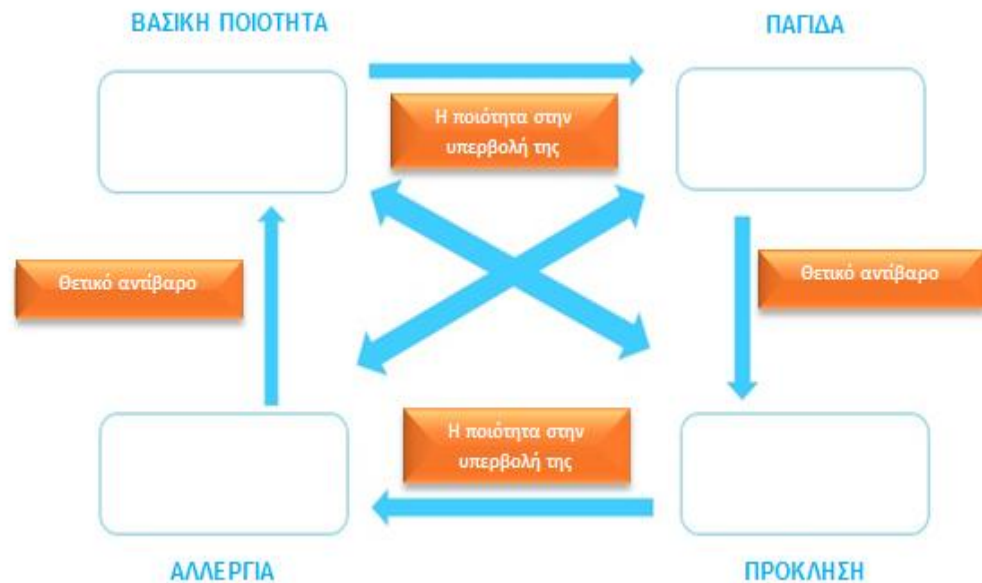 ΒΑΣΙΚΗ ΠΟΙΟΤΗΤΑ
ΠΑΓΙΔΑ
Η ποιότητα στην
υπερβολή της
Θετικό αντίβαρο
Θετικό αντίβαρο
Η ποιότητα στην
υπερβολή της
ΑΛΛΕΡΓΙΑ
ΠΡΟΚΛΗΣΗ